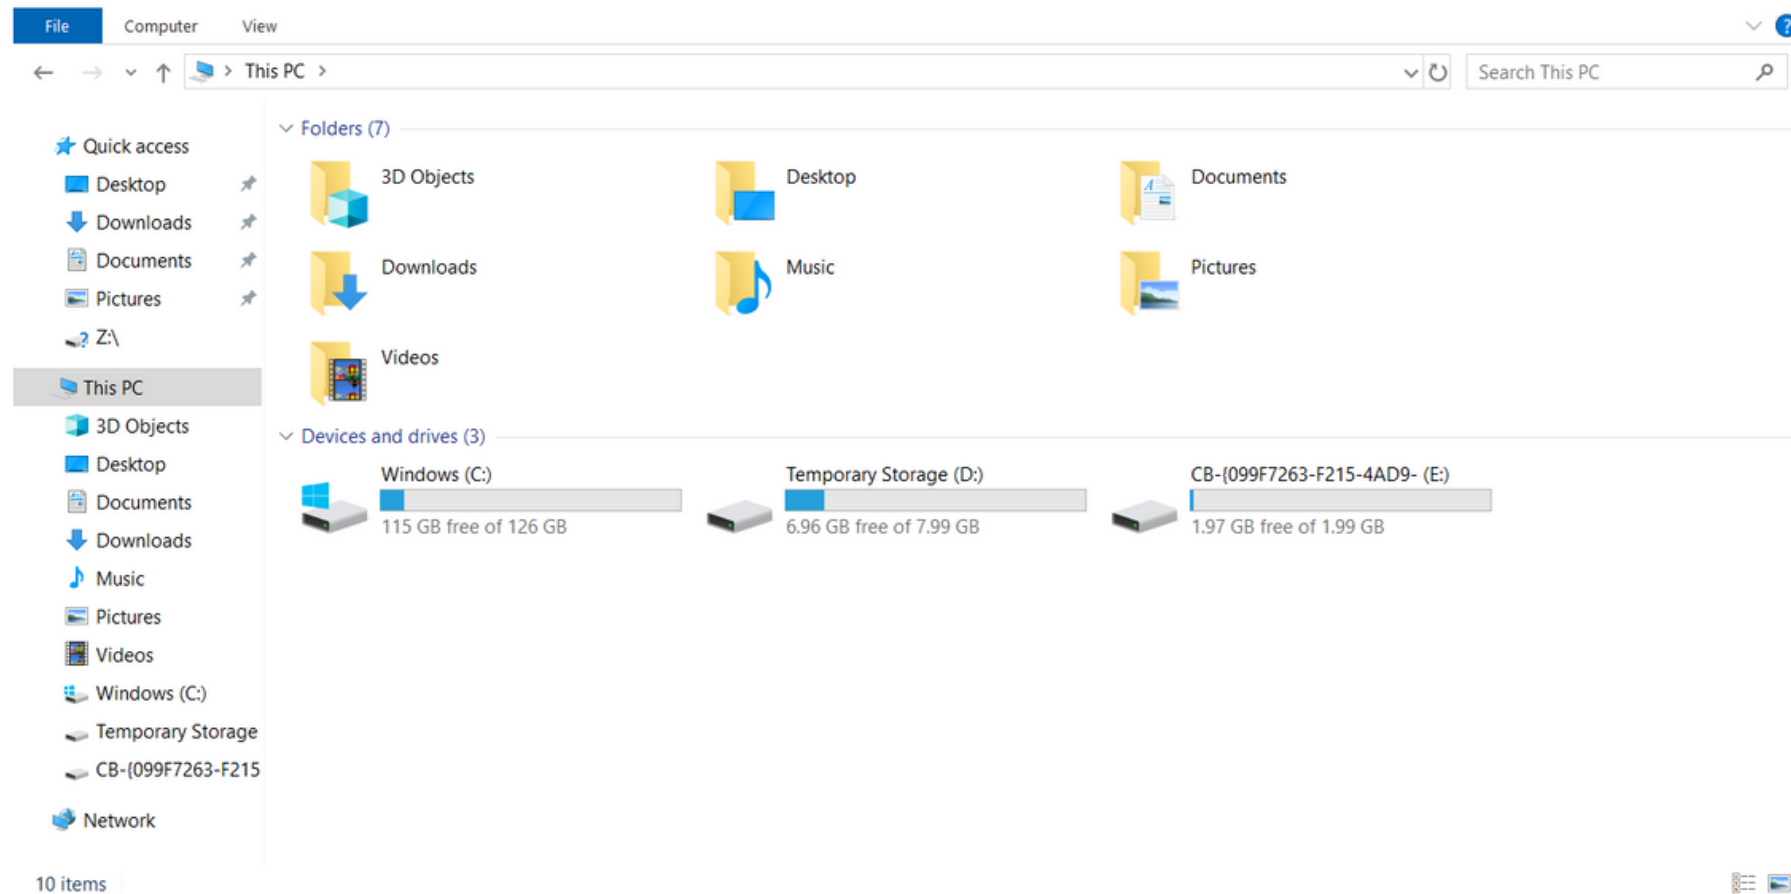 File Computer View
This PC
Search This PC
Quick access
Desktop
Downloads
Documents
Pictures
Z:\
This PC
3D Objects
Desktop
Documents
Downloads
Music
Pictures
Videos
Windows (C:)
Temporary Storage
CB-{099F7263-F215
Network
Folders (7)
3D Objects
Desktop
Documents
Downloads
Music
Pictures
Videos
Devices and drives (3)
Windows (C:)
115 GB free of 126 GB
Temporary Storage (D:)
6.96 GB free of 7.99 GB
CB-{099F7263-F215-4AD9- (E:)
1.97 GB free of 1.99 GB
10 items